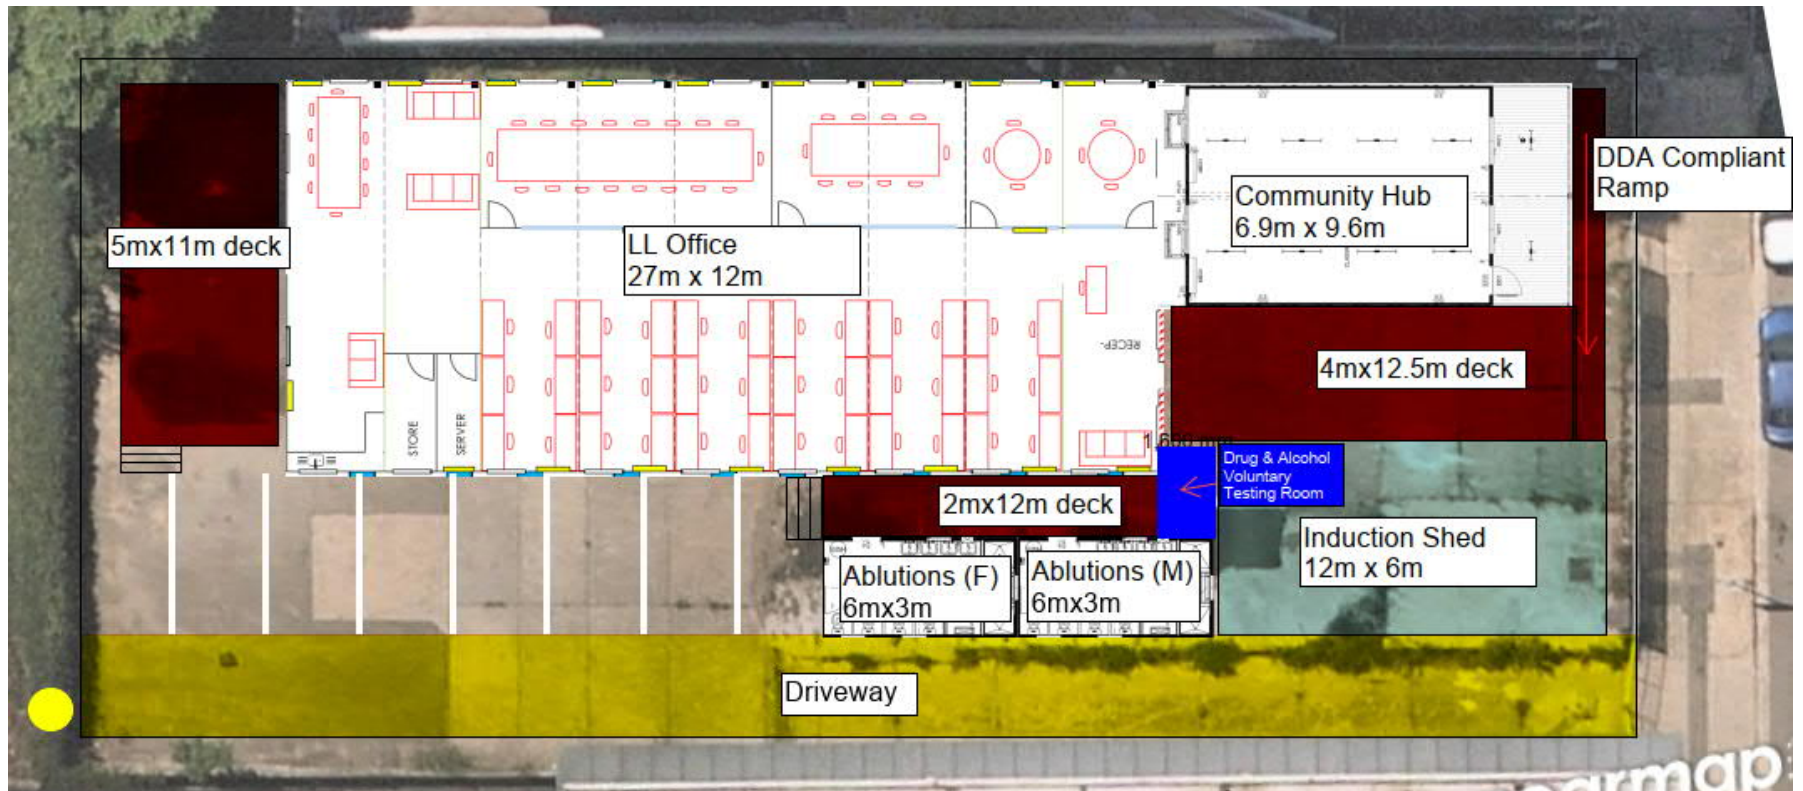 DDA Compliant
Ramp
Community Hub
6.9m x 9.6m
5mx11m deck
LL Office
27m x 12m
RECEP-
4mx12.5m deck
STORE
SERVER
Drug & Alcohol
Voluntary
Testing Room
2mx12m deck
Induction Shed
12m x 6m
Ablutions (F)
6mx3m
Ablutions (M)
6mx3m
Driveway